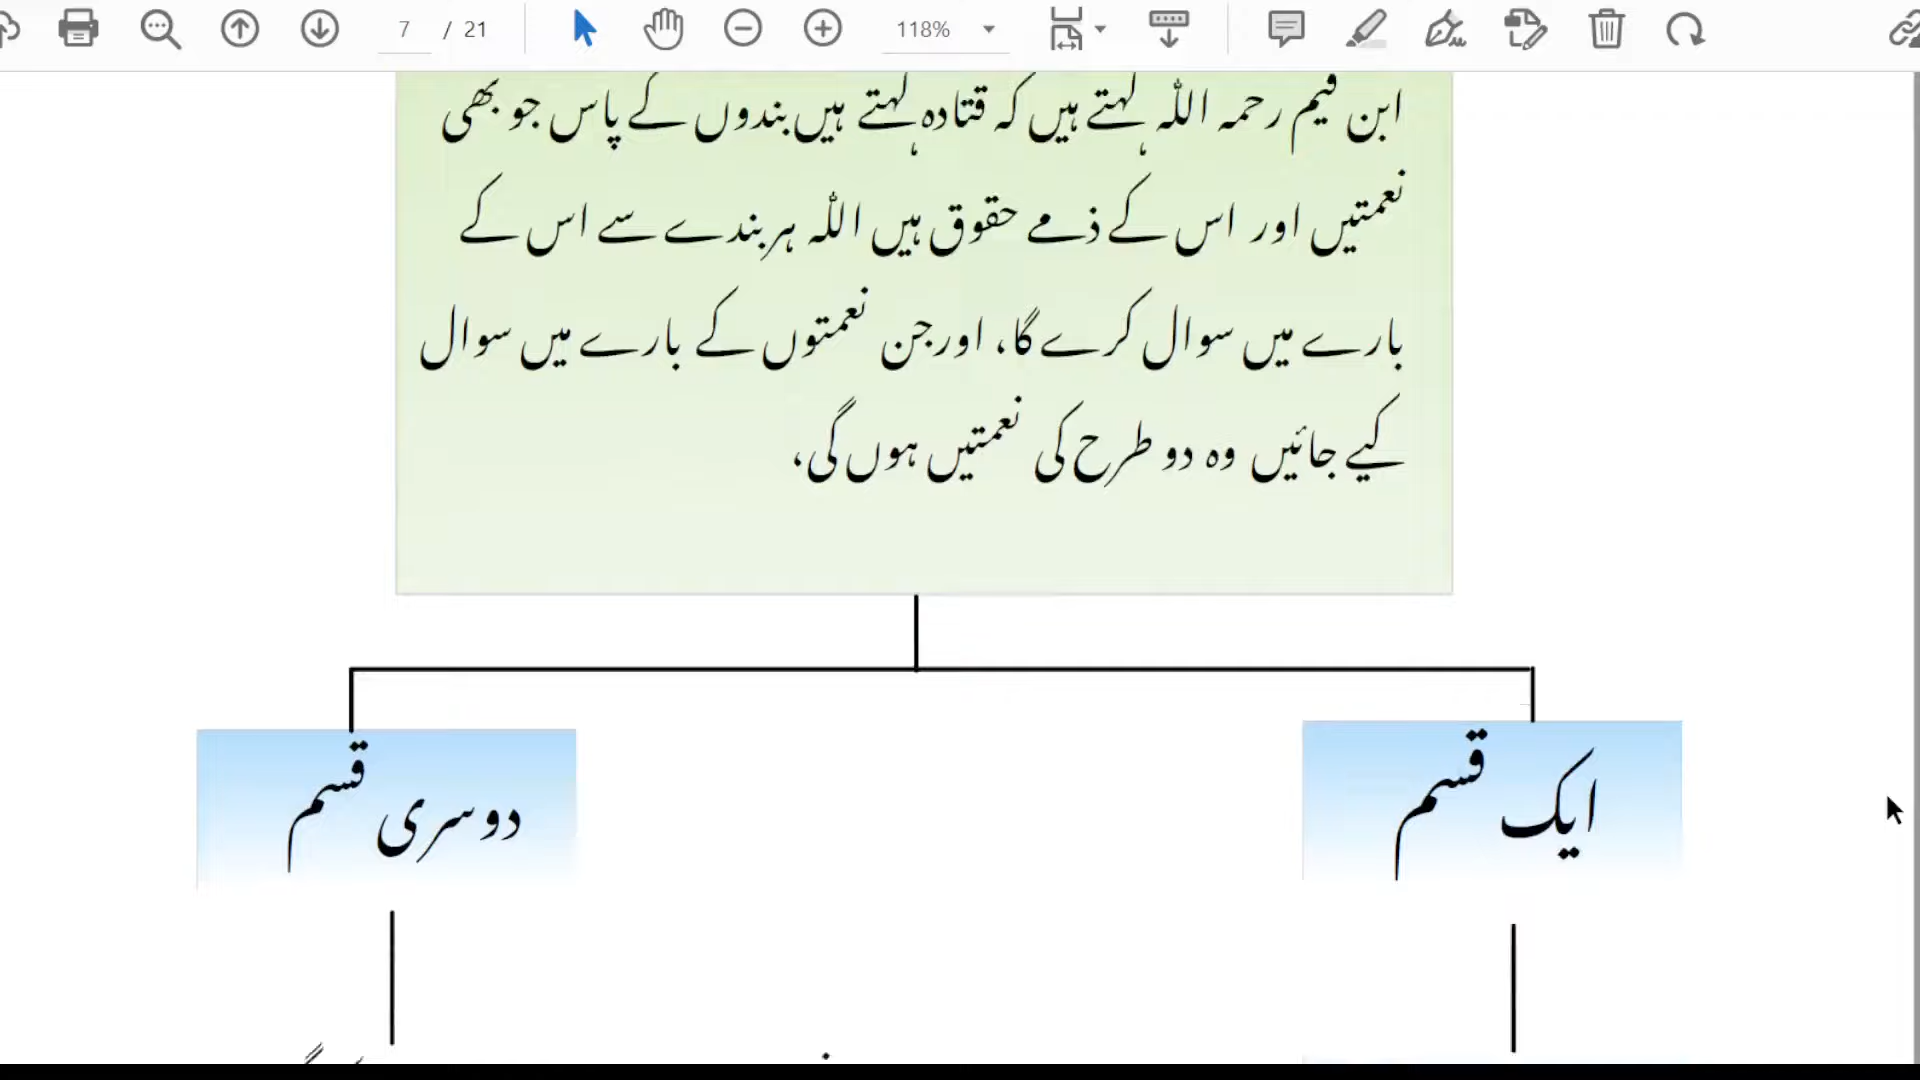 7 / 21
118%
ابن قیم رحمہ اللہ کہتے ہیں کہ قتادہ کہتے ہیں بندوں کے پاس جو بھی
نعمتیں اور اس کے ذمے حقوق ہیں اللہ ہر بندے سے اس کے
بارے میں سوال کرے گا، اور جن نعمتوں کے بارے میں سوال
کیے جائیں وہ دو طرح کی نعمتیں ہوں گی،
ایک قسم
دوسری قسم